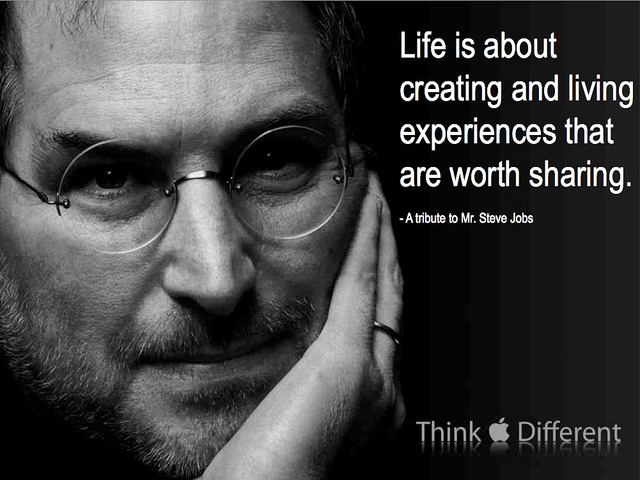 Life is about
creating and living
experiences that
are worth sharing.
- A tribute to Mr. Steve Jobs
Think Different